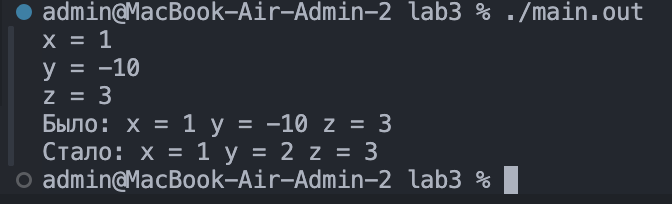 admin@MacBook-Air-Admin-2 lab3 % ./main.out
x = 1
y = -10
z = 3
Было: x = 1 y = -10 z = 3
Стало: x = 1 y = 2 z = 3
admin@MacBook-Air-Admin-2 lab3 %